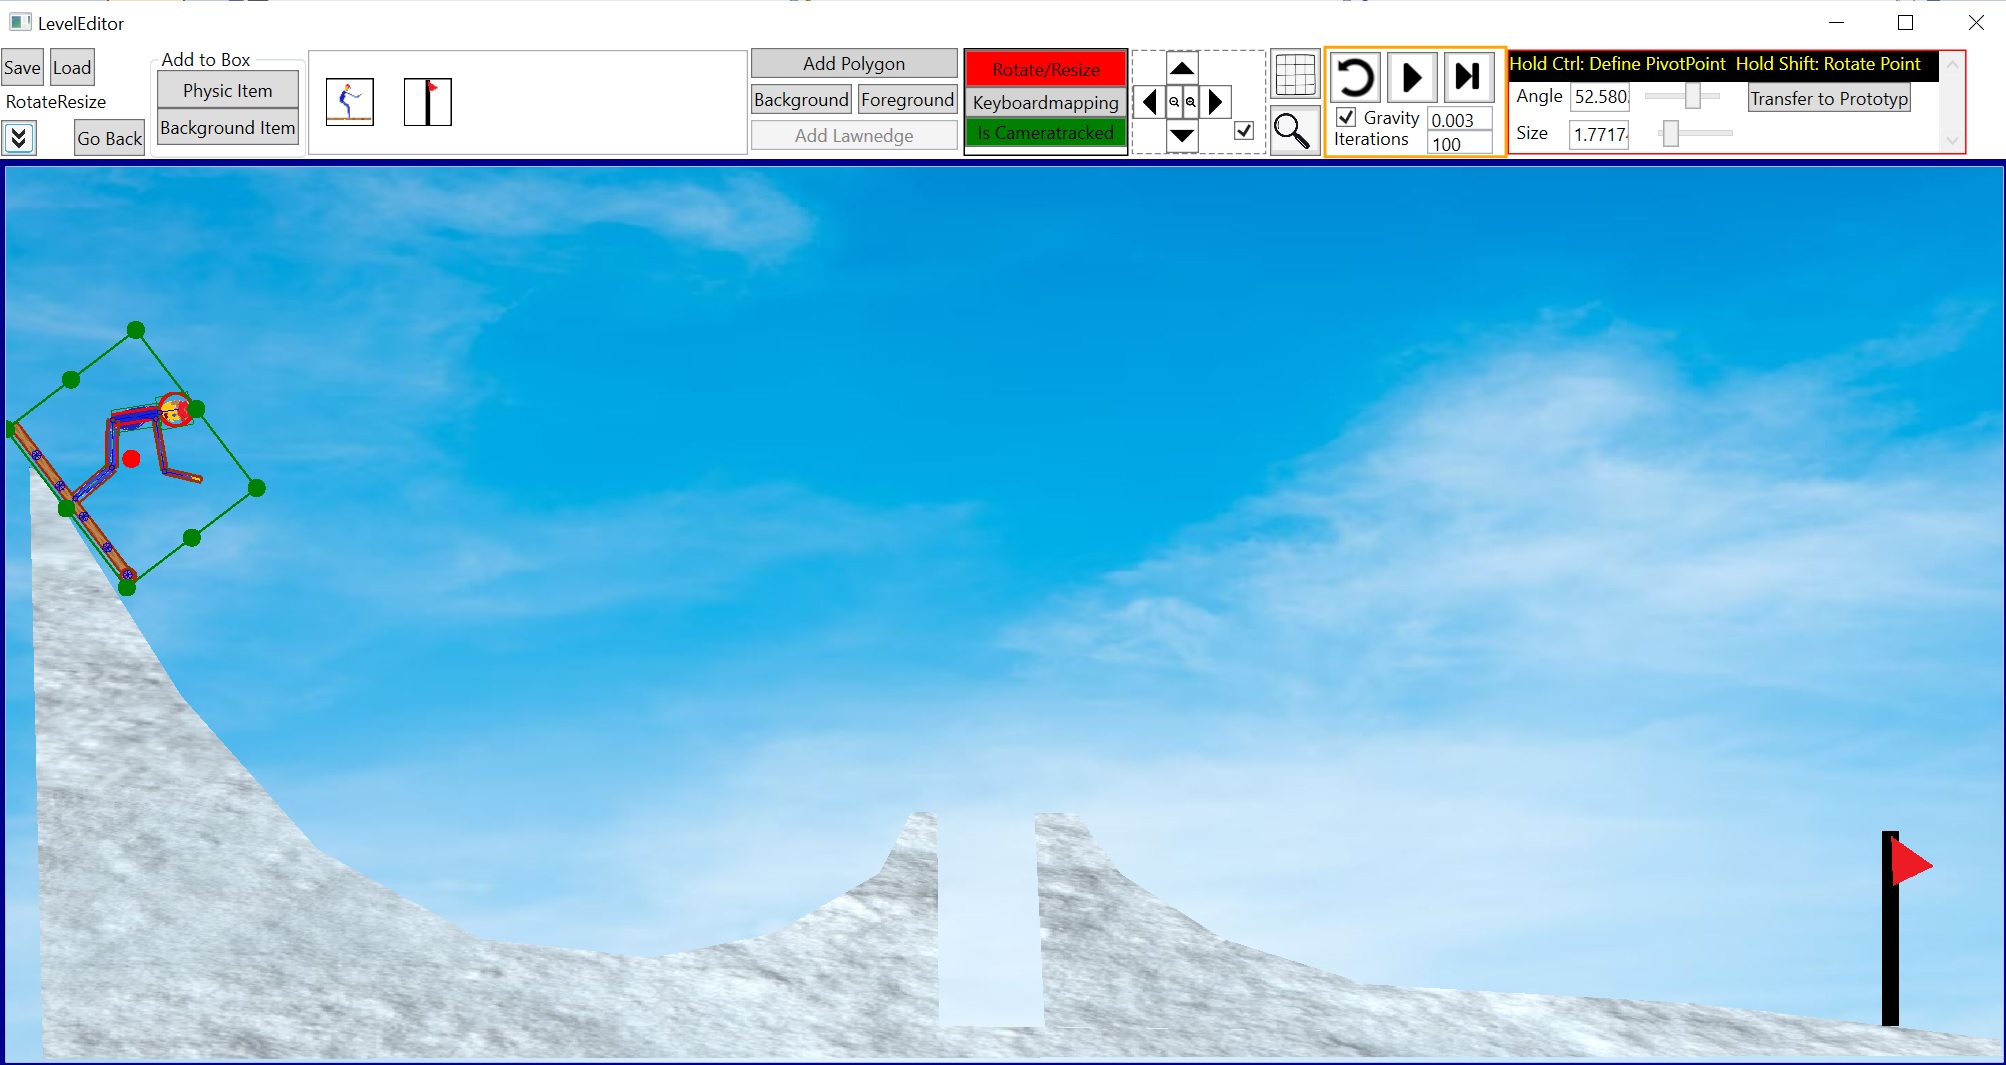 LevelEditor
Save Load
RotateResize
Go Back
Add to Box
Physic Item
Background Item
Add Polygon
Background Foreground
Add Lawnedge
Rotate/Resize
Keyboardmapping
Is Cameratracked
Gravity 0.003
Iterations 100
Hold Ctrl: Define PivotPoint Hold Shift: Rotate Point
Angle 52.580 Transfer to Prototyp
Size 1.7717